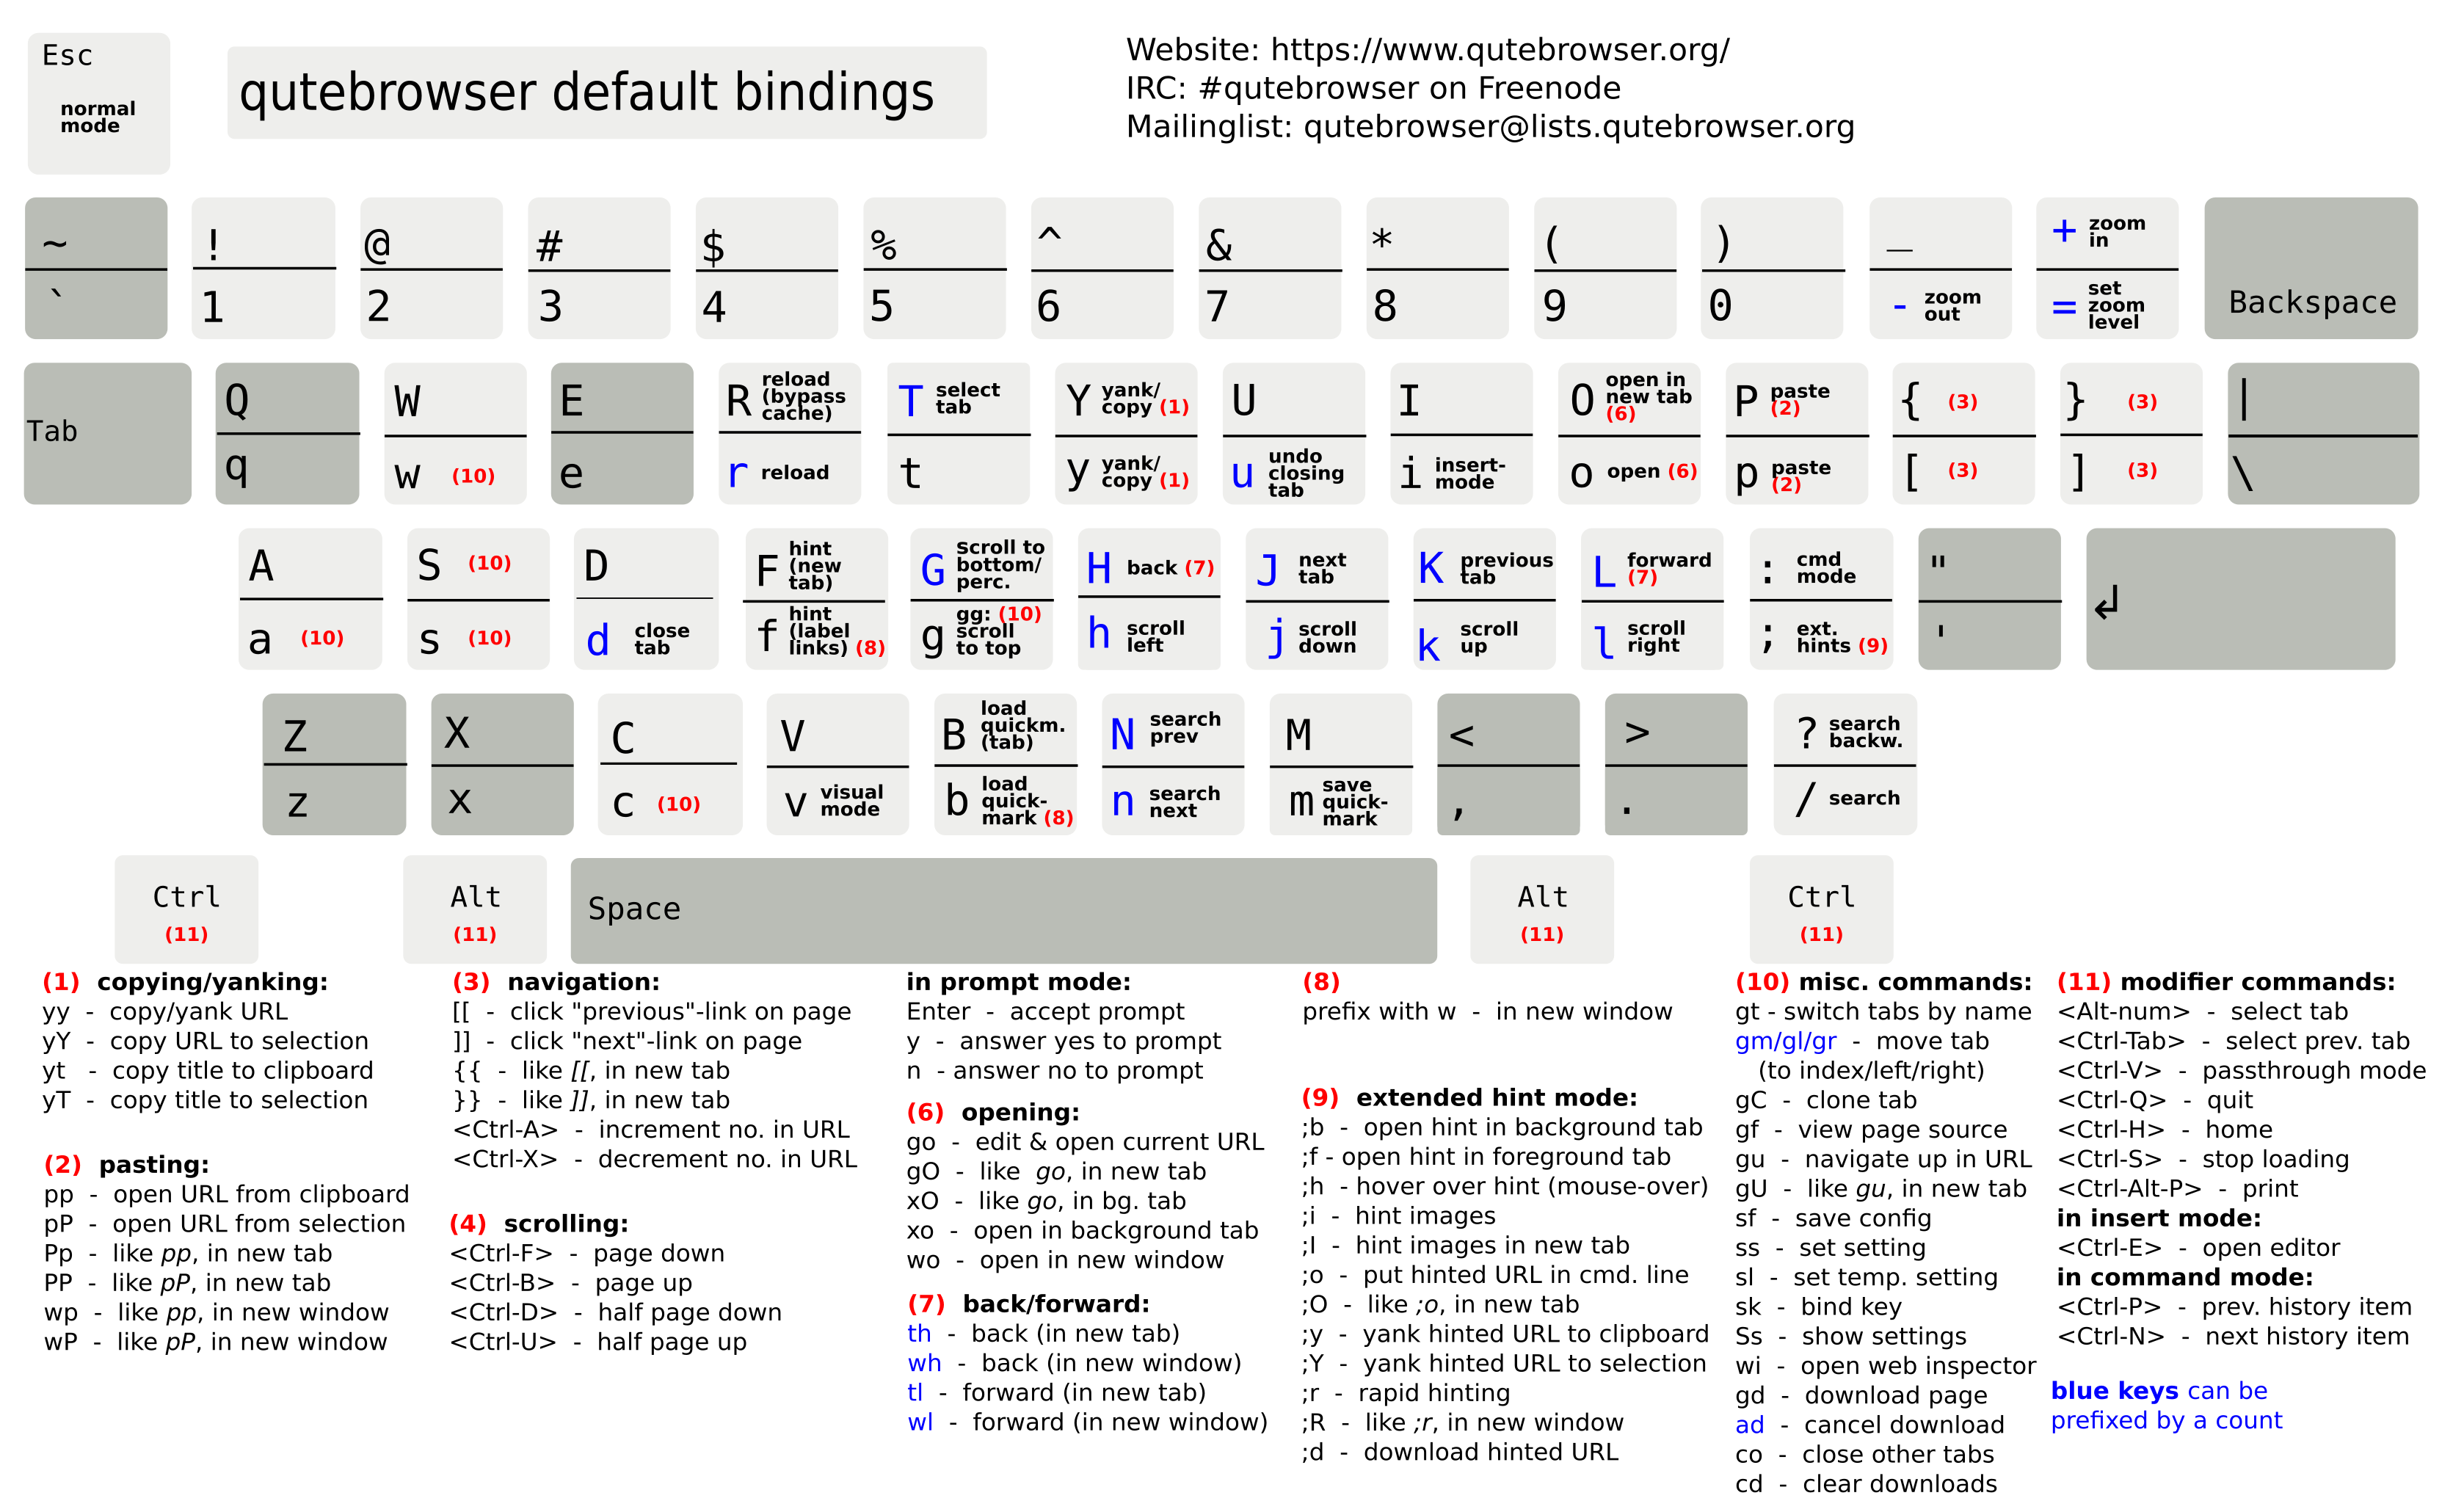 Esc
normal
mode
qutebrowser default bindings
Website: https://www.qutebrowser.org/
IRC: #qutebrowser on Freenode
Mailinglist: qutebrowser@lists.qutebrowser.org
~
`
!
1
@
2
#
3
$
4
%
5
^
6
&
7
*
8
(
9
)
0
_
- zoom
out
+ zoom
in
= set
zoom
level
Backspace
Tab
Q
q
W
w (10)
E
e
R reload
(bypass
cache)
r reload
T select
tab
t
Y yank/
copy (1)
y yank/
copy (1)
U
u undo
closing
tab
I
i insert-
mode
O open in
new tab
(6)
o open (6)
P paste
(2)
p paste
(2)
{ (3)
[ (3)
} (3)
] (3)
|
\
A
a (10)
S (10)
s (10)
D
d close
tab
F hint
(new
tab)
f hint
(label
links) (8)
G scroll to
bottom/
perc.
g gg: (10)
scroll
to top
H back (7)
h scroll
left
J next
tab
j scroll
down
K previous
tab
k scroll
up
L forward
(7)
l scroll
right
: cmd
mode
; ext.
hints (9)
"
'
↲
Z
z
X
x
C
c (10)
V
v visual
mode
B load
quickm.
(tab)
b load
quick-
mark (8)
N search
prev
n search
next
M
m save
quick-
mark
<
,
>
.
? search
backw.
/ search
Ctrl
(11)
Alt
(11)
Space
Alt
(11)
Ctrl
(11)
(1) copying/yanking:
yy - copy/yank URL
yY - copy URL to selection
yt - copy title to clipboard
yT - copy title to selection
(2) pasting:
pp - open URL from clipboard
pP - open URL from selection
Pp - like pp, in new tab
PP - like pP, in new tab
wp - like pp, in new window
wP - like pP, in new window
(3) navigation:
[[ - click "previous"-link on page
]] - click "next"-link on page
{{ - like [[, in new tab
}} - like ]], in new tab
<Ctrl-A> - increment no. in URL
<Ctrl-X> - decrement no. in URL
(4) scrolling:
<Ctrl-F> - page down
<Ctrl-B> - page up
<Ctrl-D> - half page down
<Ctrl-U> - half page up
in prompt mode:
Enter - accept prompt
y - answer yes to prompt
n - answer no to prompt
(6) opening:
go - edit & open current URL
gO - like go, in new tab
xO - like go, in bg. tab
xo - open in background tab
wo - open in new window
(7) back/forward:
th - back (in new tab)
wh - back (in new window)
tl - forward (in new tab)
wl - forward (in new window)
(8)
prefix with w - in new window
(9) extended hint mode:
;b - open hint in background tab
;f - open hint in foreground tab
;h - hover over hint (mouse-over)
;i - hint images
;I - hint images in new tab
;o - put hinted URL in cmd. line
;O - like ;o, in new tab
;y - yank hinted URL to clipboard
;Y - yank hinted URL to selection
;r - rapid hinting
;R - like ;r, in new window
;d - download hinted URL
(10) misc. commands:
gt - switch tabs by name
gm/gl/gr - move tab
(to index/left/right)
gC - clone tab
gf - view page source
gu - navigate up in URL
gU - like gu, in new tab
sf - save config
ss - set setting
sl - set temp. setting
sk - bind key
Ss - show settings
wi - open web inspector
gd - download page
ad - cancel download
co - close other tabs
cd - clear downloads
(11) modifier commands:
<Alt-num> - select tab
<Ctrl-Tab> - select prev. tab
<Ctrl-V> - passthrough mode
<Ctrl-Q> - quit
<Ctrl-H> - home
<Ctrl-S> - stop loading
<Ctrl-Alt-P> - print
in insert mode:
<Ctrl-E> - open editor
in command mode:
<Ctrl-P> - prev. history item
<Ctrl-N> - next history item
blue keys can be
prefixed by a count